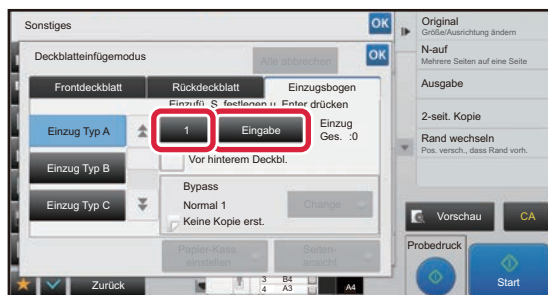 Sonstiges
OK
Deckblatteinfügemodus
Alle abbrechen
OK
Frontdeckblatt
Rückdeckblatt
Einzugsbogen
Einzufü. S. festlegen u. Enter drücken
Einzug Typ A
1
Eingabe
Einzug
Ges. :0
Vor hinterem Deckbl.
Einzug Typ B
Bypass
Einzug Typ C
Normal 1
Change
Keine Kopie erst.
Papier-Kass.
einstellen
Seiten-
ansicht
Zurück
3 B4
4 A3
A4
Original
Größe/Ausrichtung ändern
N-auf
Mehrere Seiten auf eine Seite
Ausgabe
2-seit. Kopie
Rand wechseln
Pos. versch., dass Rand vorh.
Vorschau
CA
Probedruck
Start